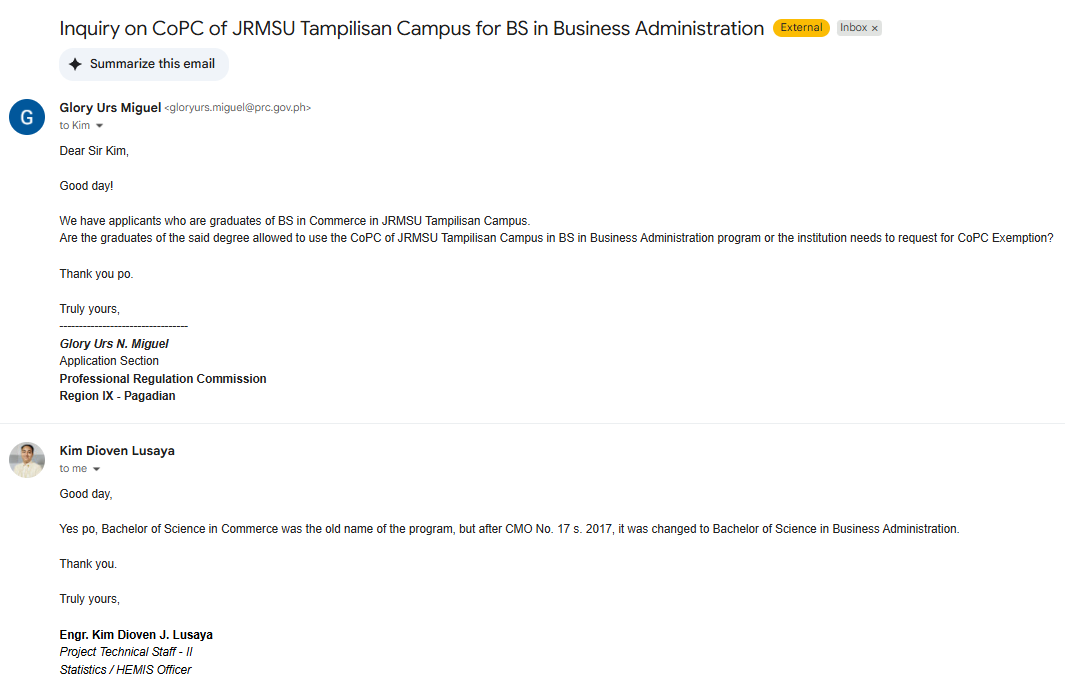 Inquiry on CoPC of JRMSU Tampilisan Campus for BS in Business Administration External Inbox ×
Summarize this email
G
Glory Urs Miguel <gloryurs.miguel@prc.gov.ph>
to Kim
Dear Sir Kim,
Good day!
We have applicants who are graduates of BS in Commerce in JRMSU Tampilisan Campus.
Are the graduates of the said degree allowed to use the CoPC of JRMSU Tampilisan Campus in BS in Business Administration program or the institution needs to request for CoPC Exemption?
Thank you po.
Truly yours,
--------------------------------
Glory Urs N. Miguel
Application Section
Professional Regulation Commission
Region IX - Pagadian
Kim Dioven Lusaya
to me
Good day,
Yes po, Bachelor of Science in Commerce was the old name of the program, but after CMO No. 17 s. 2017, it was changed to Bachelor of Science in Business Administration.
Thank you.
Truly yours,
Engr. Kim Dioven J. Lusaya
Project Technical Staff - II
Statistics / HEMIS Officer